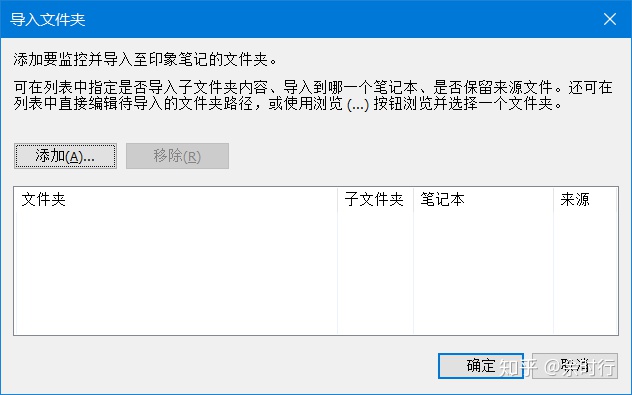 导入文件夹
添加要监控并导入至印象笔记的文件夹。
可在列表中指定是否导入子文件夹内容、导入到哪一个笔记本、是否保留来源文件。还可在
列表中直接编辑待导入的文件夹路径，或使用浏览 (...) 按钮浏览并选择一个文件夹。
添加(A)... 移除(R)
文件夹 子文件夹 笔记本 来源
确定 取消
知乎 @余时行